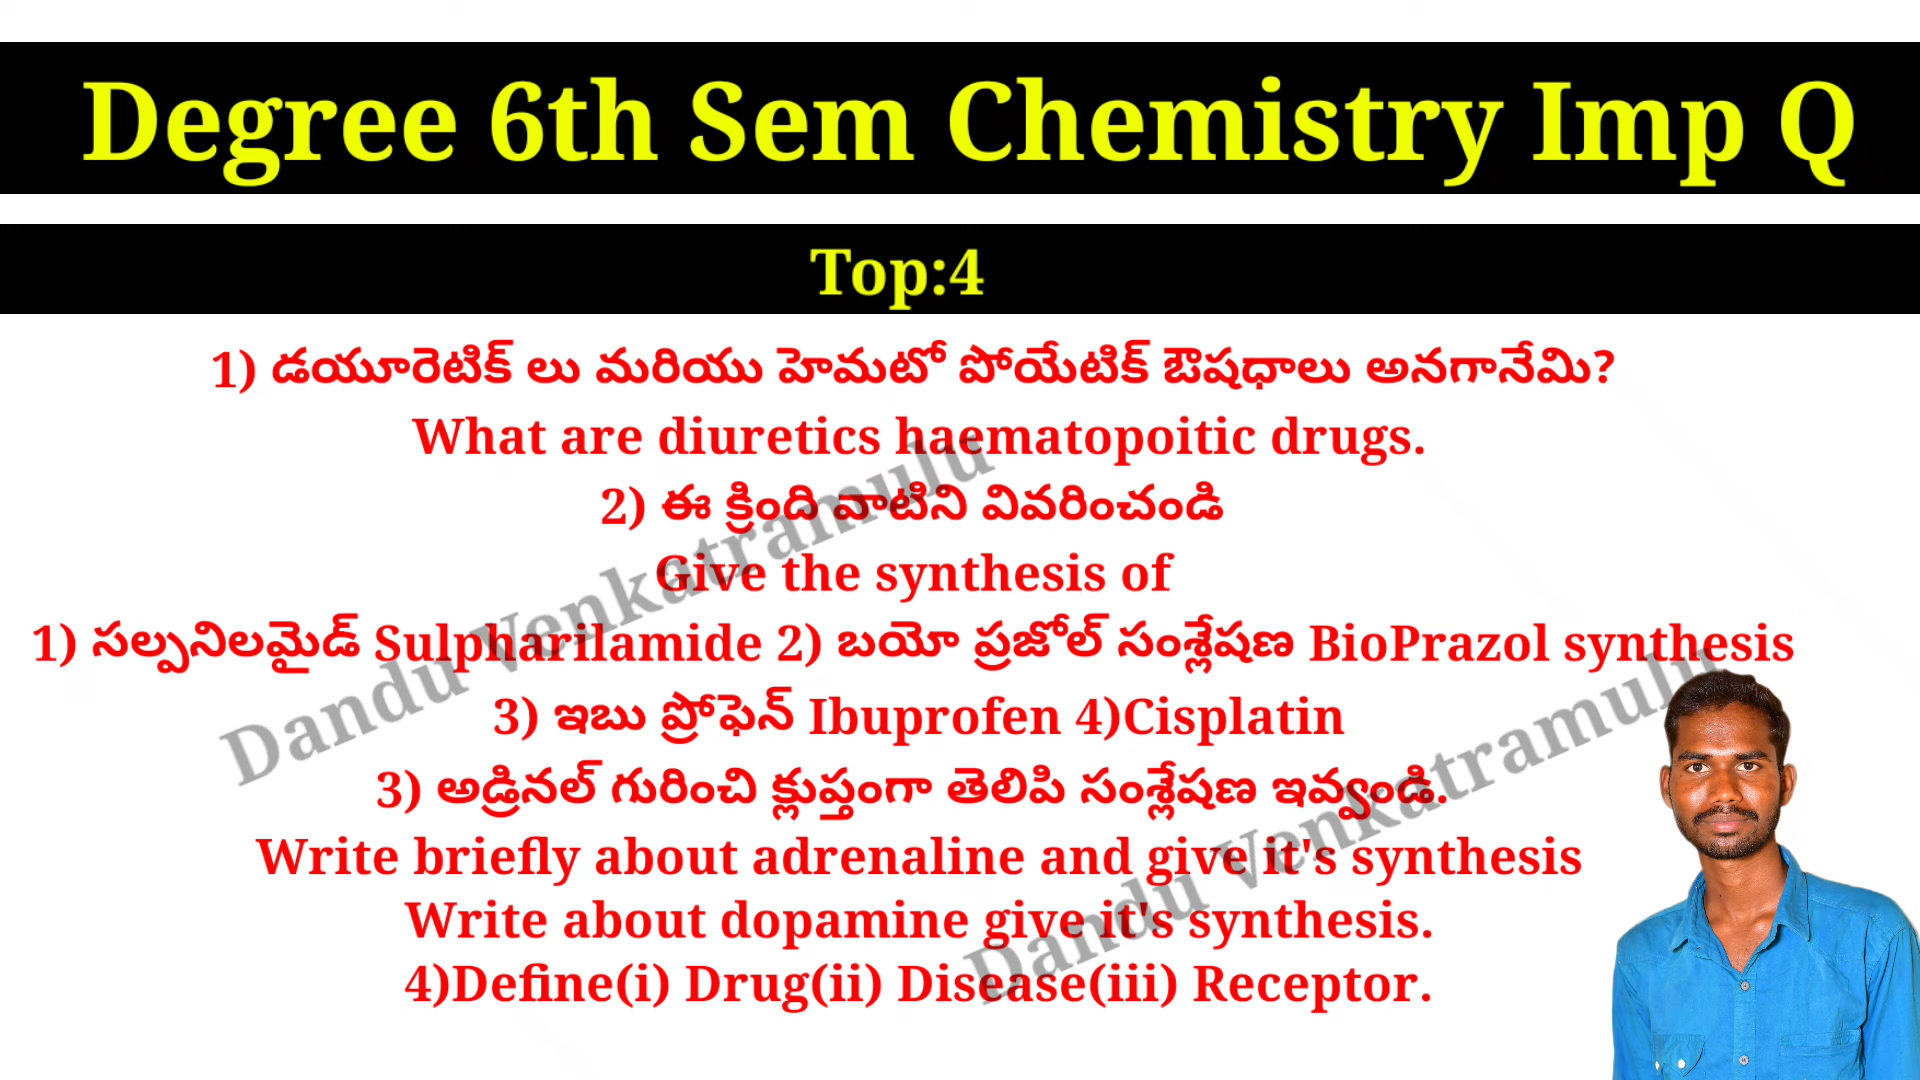 Degree 6th Sem Chemistry Imp Q
Top:4
1) డయూరెటిక్ లు మరియు హెమటో పోయేటిక్ ఔషధాలు అనగానేమి?
What are diuretics haematopoitic drugs.
2) ఈ క్రింది వాటిని వివరించండి
Give the synthesis of
1) సల్పనిలమైడ్ Sulpharilamide 2) బయో ప్రజోల్ సంశ్లేషణ BioPrazol synthesis
3) ఇబు ప్రోఫెన్ Ibuprofen 4)Cisplatin
3) అడ్రినల్ గురించి క్లుప్తంగా తెలిపి సంశ్లేషణ ఇవ్వండి.
Write briefly about adrenaline and give it's synthesis
Write about dopamine give it's synthesis.
4)Define(i) Drug(ii) Disease(iii) Receptor.
Dandu Venkatramulu
Dandu Venkatramulu